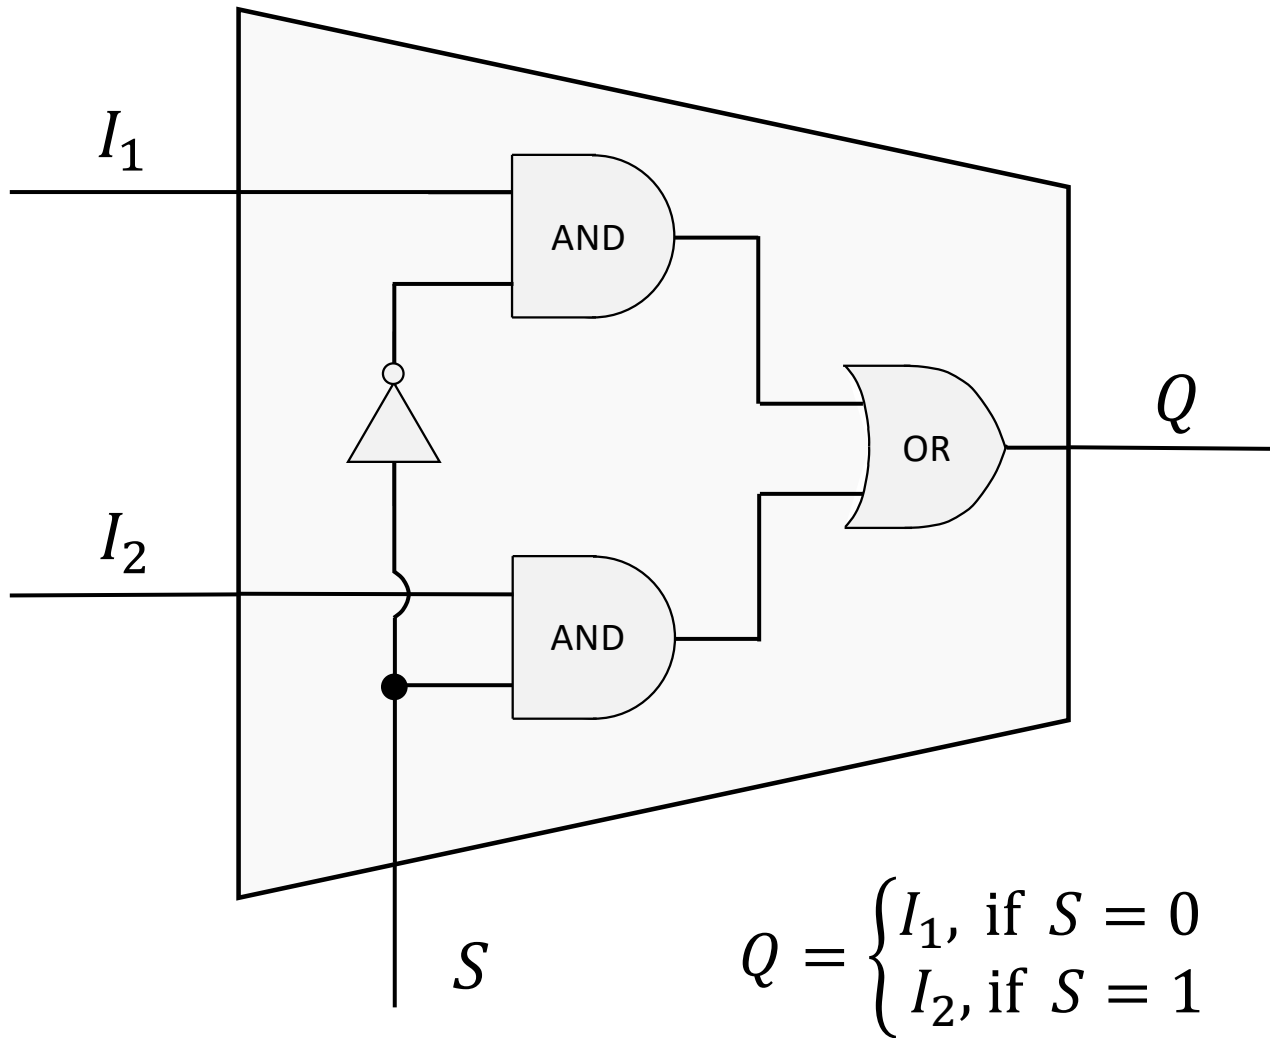 I₁
AND
OR
Q
I₂
AND
S
Q = { I₁, if S = 0
I₂, if S = 1